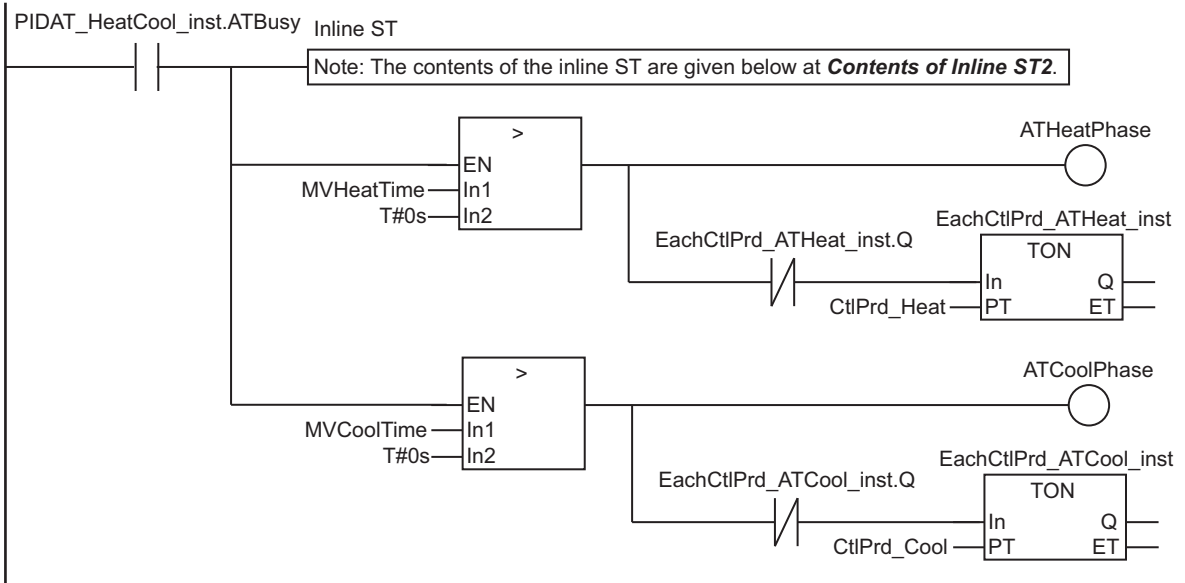 PIDAT_HeatCool_inst.ATBusy
Inline ST
Note: The contents of the inline ST are given below at Contents of Inline ST2.
>
EN
MVHeatTime
In1
T#0s
In2
ATHeatPhase
EachCtlPrd_ATHeat_inst.Q
EachCtlPrd_ATHeat_inst
TON
In
Q
CtlPrd_Heat
PT
ET
>
EN
MVCoolTime
In1
T#0s
In2
ATCoolPhase
EachCtlPrd_ATCool_inst.Q
EachCtlPrd_ATCool_inst
TON
In
Q
CtlPrd_Cool
PT
ET